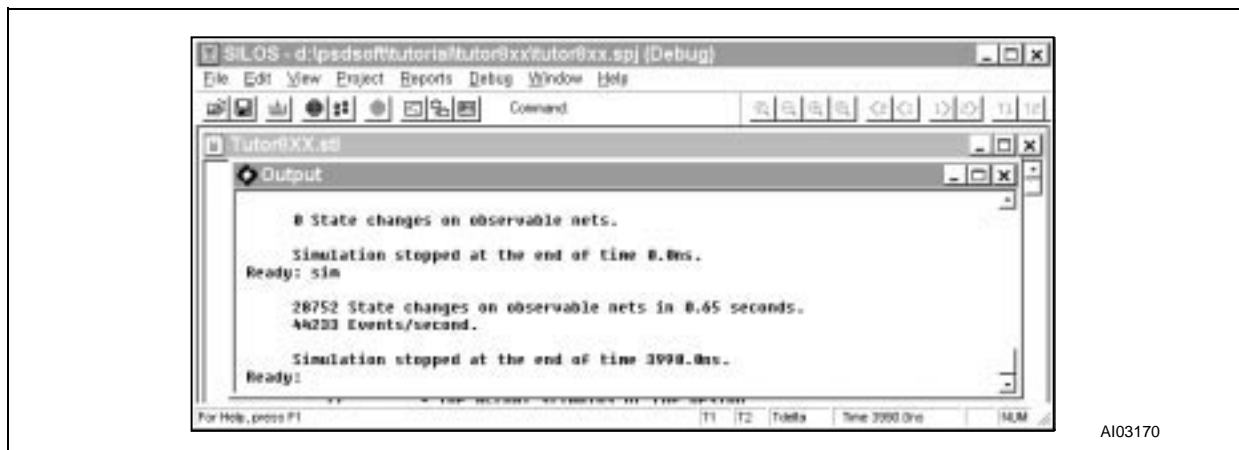 SILOS - d:\psdsoft\tutorial\tutor8xx\tutor8xx.spj (Debug)
File Edit View Project Reports Debug Window Help
Command:
Tutor8XX.stl
Output
0 State changes on observable nets.
Simulation stopped at the end of time 0.0ns.
Ready: sim
28752 State changes on observable nets in 0.65 seconds.
44233 Events/second.
Simulation stopped at the end of time 3990.0ns.
Ready:
For Help, press F1 T1 T2 Tdelta Time 3990.0ns NUM
AI03170